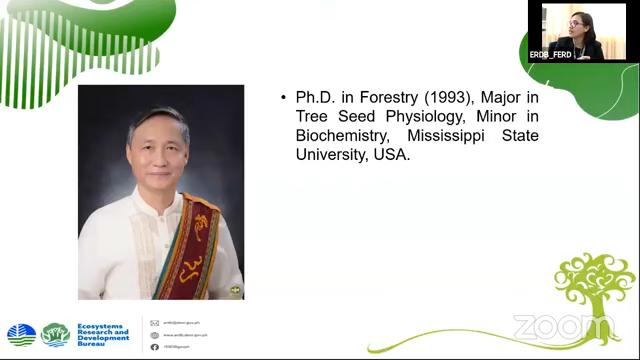 ERDB_FERD
• Ph.D. in Forestry (1993), Major in
Tree Seed Physiology, Minor in
Biochemistry, Mississippi State
University, USA.
Ecosystems
Research and
Development
Bureau
erdb@denr.gov.ph
www.erdb.denr.gov.ph
zoom